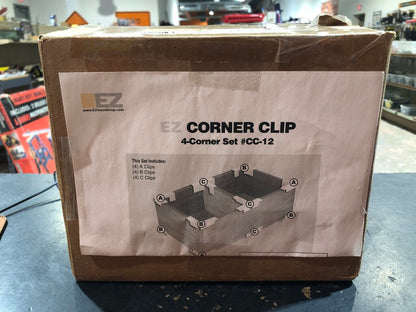 EZ
www.EZwoodshop.com
EZ CORNER CLIP
4-Corner Set #CC-12
This Set Includes:
(4) A Clips
(4) B Clips
(4) C Clips
B
A
C
C
A
B
B
A
B
C
A